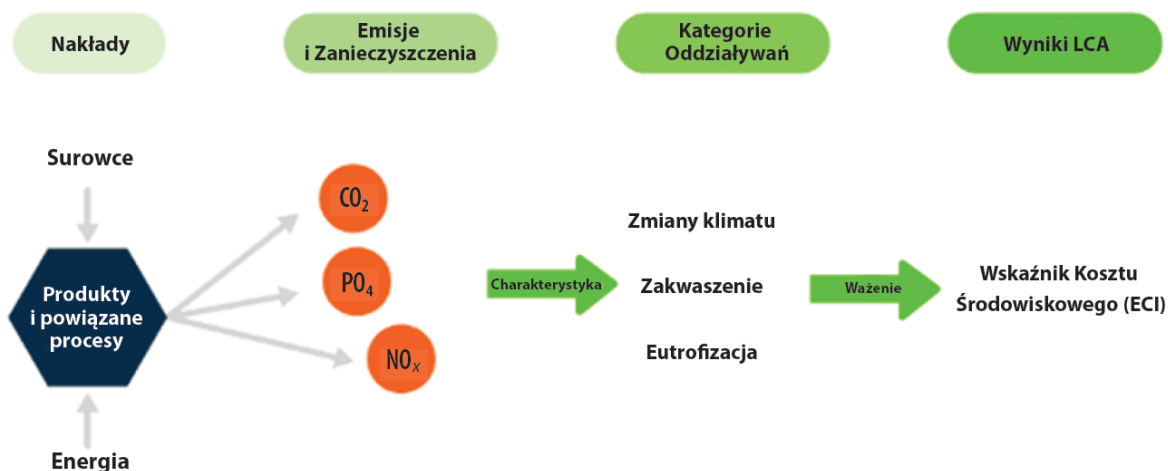 Nakłady
Emisje
i Zanieczyszczenia
Kategorie
Oddziaływań
Wyniki LCA
Surowce
Produkty
i powiązane
procesy
Energia
CO₂
PO₄
NOₓ
Charakterystyka
Zmiany klimatu
Zakwaszenie
Eutrofizacja
Ważenie
Wskaźnik Kosztu
Środowiskowego (ECI)